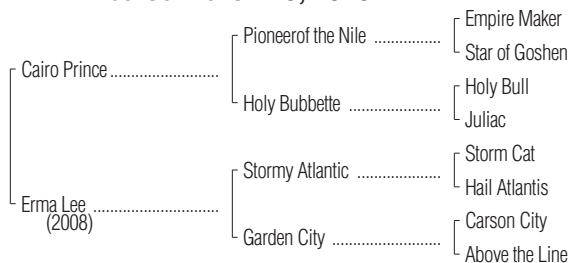 Pioneerof the Nile ................ Empire Maker
Star of Goshen
Cairo Prince ......................
Holy Bubbette .................. Holy Bull
Juliac
Stormy Atlantic ................ Storm Cat
Hail Atlantis
Erma Lee .........................
(2008)
Garden City ..................... Carson City
Above the Line